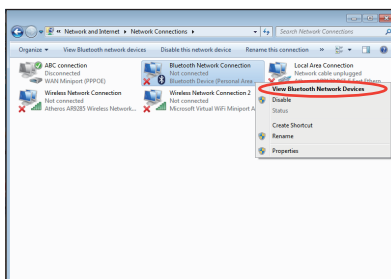 « Network and Internet ▸ Network Connections ▸
Search Network Connections
Organize ▾ View Bluetooth network devices Disable this network device Rename this connection »
ABC connection
Disconnected
WAN Miniport (PPPOE)
Bluetooth Network Connection
Not connected
Bluetooth Device (Personal Area...
Local Area Connection
Network cable unplugged
Wireless Network Connection
Not connected
Atheros AR9285 Wireless Network...
Wireless Network Connection 2
Not connected
Microsoft Virtual WiFi Miniport A
View Bluetooth Network Devices
Disable
Status
Create Shortcut
Rename
Properties